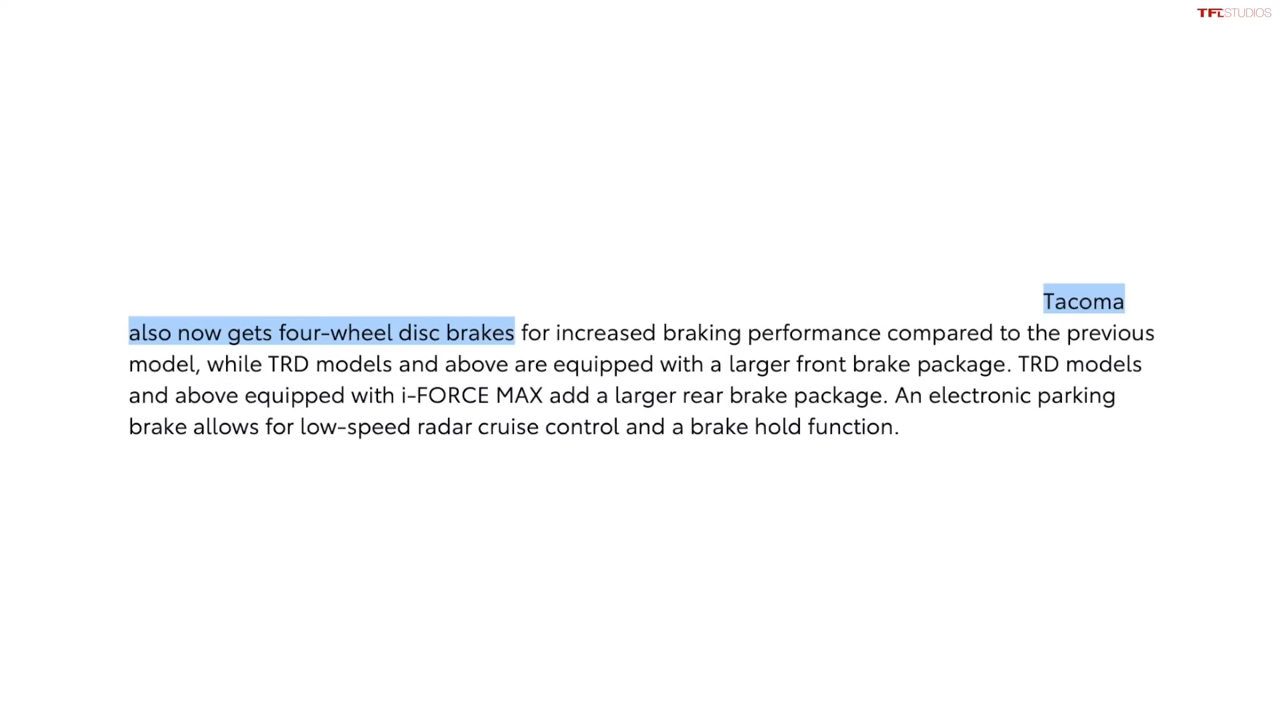 TFLSTUDIOS
Tacoma
also now gets four-wheel disc brakes for increased braking performance compared to the previous
model, while TRD models and above are equipped with a larger front brake package. TRD models
and above equipped with i-FORCE MAX add a larger rear brake package. An electronic parking
brake allows for low-speed radar cruise control and a brake hold function.